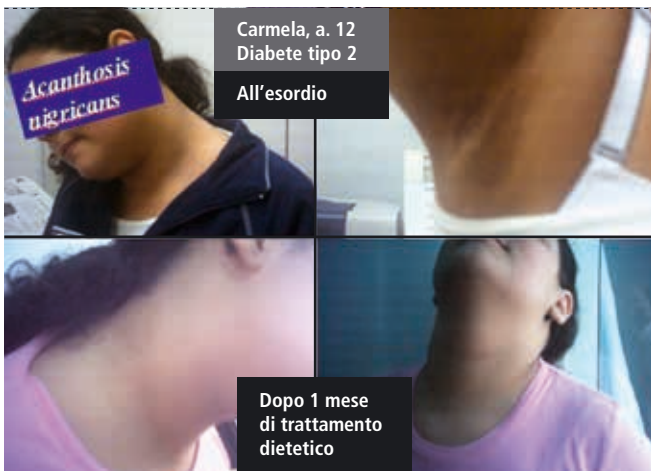 Acanthosis
nigricans
Carmela, a. 12
Diabete tipo 2
All'esordio
Dopo 1 mese
di trattamento
dietetico